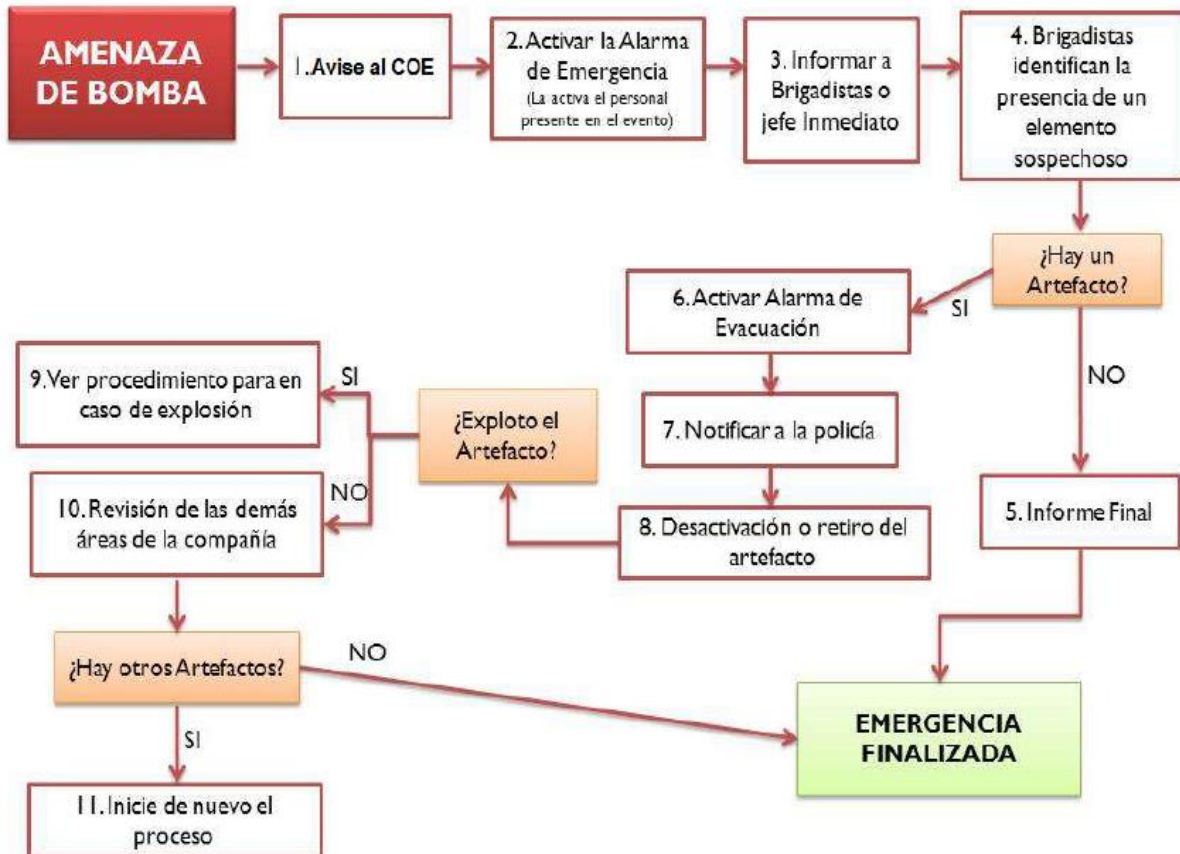 AMENAZA
DE BOMBA
1. Avise al COE
2. Activar la Alarma
de Emergencia
(La activa el personal
presente en el evento)
3. Informar a
Brigadistas o
jefe Inmediato
4. Brigadistas
identifican la
presencia de un
elemento
sospechoso
¿Hay un
Artefacto?
SI
NO
6. Activar Alarma de
Evacuación
7. Notificar a la policía
8. Desactivación o retiro del
artefacto
5. Informe Final
¿Exploto el
Artefacto?
SI
NO
9. Ver procedimiento para en
caso de explosión
10. Revisión de las demás
áreas de la compañía
¿Hay otros Artefactos?
NO
SI
11. Inicie de nuevo el
proceso
EMERGENCIA
FINALIZADA